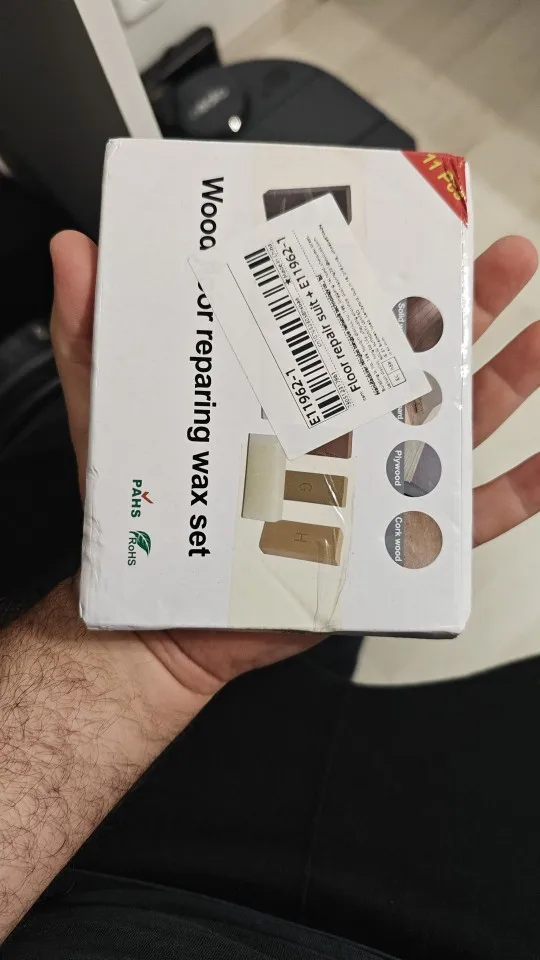 11 Pcs
Wood
or reparing wax set
PAHS
RoHS
E11962-1
Floor repair suit + E11962-1
Solid
Plywood
Cork wood
G
H